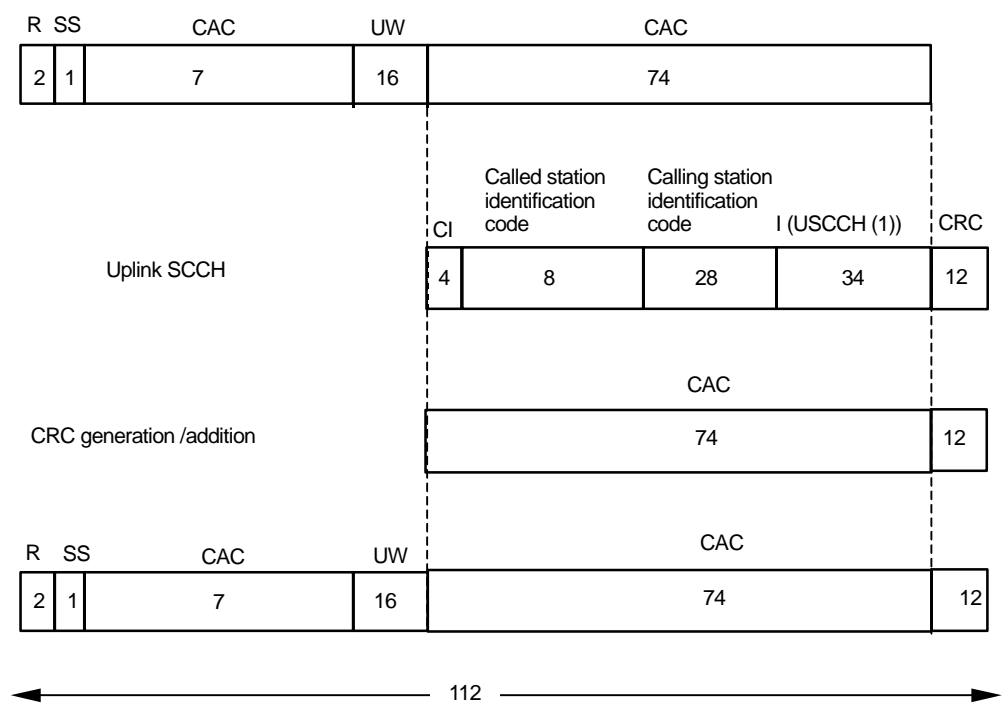 R SS CAC UW CAC
2 1 7 16 74
Called station identification code
Calling station identification code
CI I (USCCH (1)) CRC
Uplink SCCH
4 8 28 34 12
CAC
CRC generation /addition
74 12
R SS CAC UW CAC
2 1 7 16 74 12
112